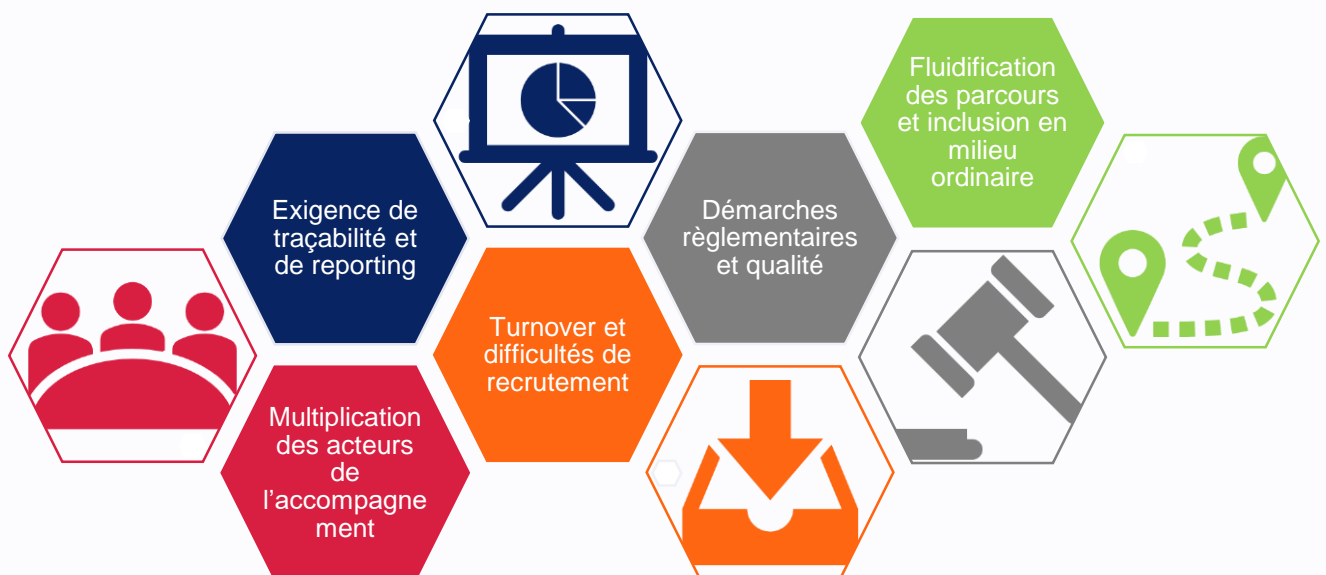 Exigence de
traçabilité et
de reporting
Multiplication
des acteurs
de
l’accompagne
ment
Turnover et
difficultés de
recrutement
Démarches
règlementaires
et qualité
Fluidification
des parcours
et inclusion en
milieu
ordinaire